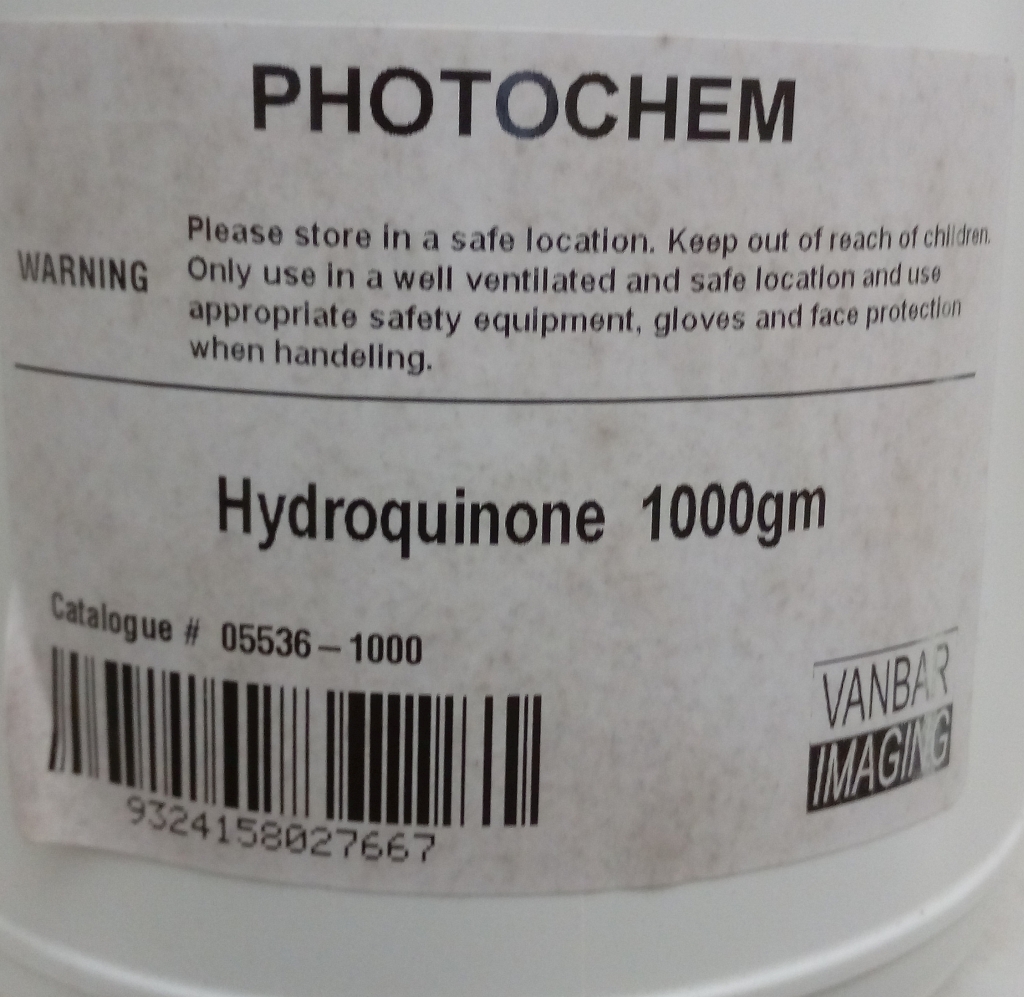 PHOTOCHEM
WARNING
Please store in a safe location. Keep out of reach of children.
Only use in a well ventilated and safe location and use
appropriate safety equipment, gloves and face protection
when handeling.
Hydroquinone 1000gm
Catalogue # 05536-1000
9324158027667
VANBAR
IMAGING